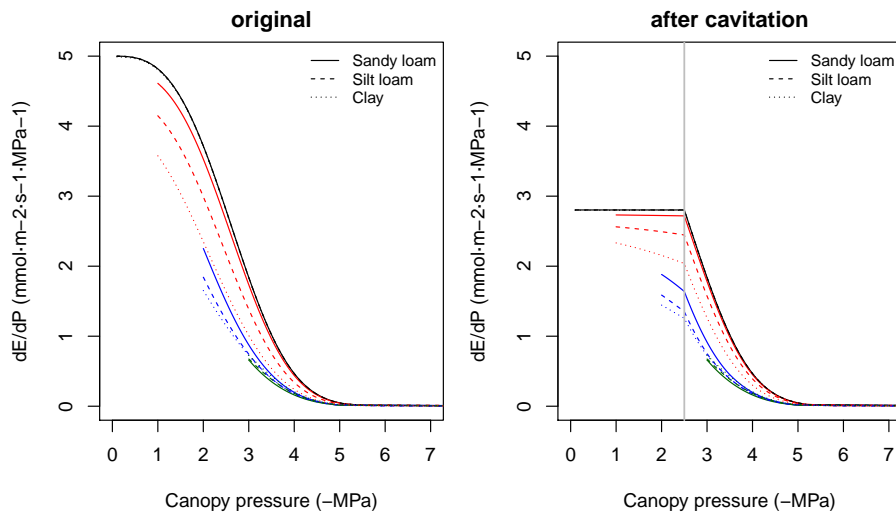 original
dE/dP (mmol·m−2·s−1·MPa−1)
5
4
3
2
1
0
Sandy loam
Silt loam
Clay
0 1 2 3 4 5 6 7
Canopy pressure (−MPa)
after cavitation
dE/dP (mmol·m−2·s−1·MPa−1)
5
4
3
2
1
0
Sandy loam
Silt loam
Clay
0 1 2 3 4 5 6 7
Canopy pressure (−MPa)